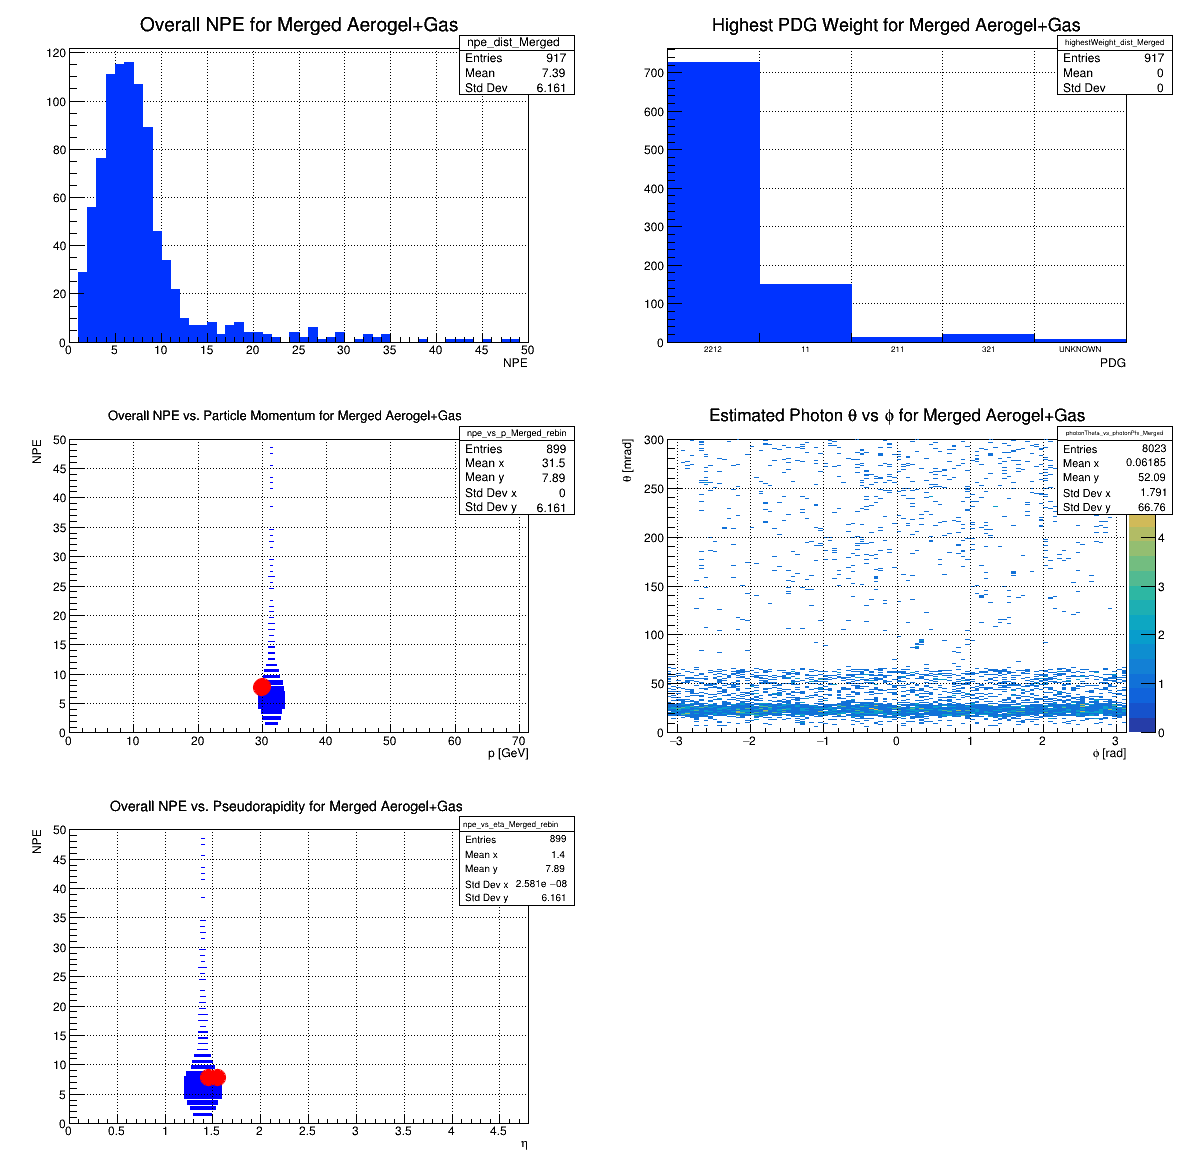 Overall NPE for Merged Aerogel+Gas
npe_dist_Merged
Entries 917
Mean 7.39
Std Dev 6.161
120
100
80
60
40
20
0
0 5 10 15 20 25 30 35 40 45 50
NPE
Highest PDG Weight for Merged Aerogel+Gas
highestWeight_dist_Merged
Entries 917
Mean 0
Std Dev 0
700
600
500
400
300
200
100
0
2212 11 211 321 UNKNOWN
PDG
Overall NPE vs. Particle Momentum for Merged Aerogel+Gas
npe_vs_p_Merged_rebin
Entries 899
Mean x 31.5
Mean y 7.89
Std Dev x 0
Std Dev y 6.161
NPE
50
45
40
35
30
25
20
15
10
5
0
0 10 20 30 40 50 60 70
p [GeV]
Estimated Photon θ vs ϕ for Merged Aerogel+Gas
photonTheta_vs_photonPhi_Merged
Entries 8023
Mean x 0.06185
Mean y 52.09
Std Dev x 1.791
Std Dev y 66.76
θ [mrad]
300
250
200
150
100
50
0
−3 −2 −1 0 1 2 3
ϕ [rad]
4
3
2
1
0
Overall NPE vs. Pseudorapidity for Merged Aerogel+Gas
npe_vs_eta_Merged_rebin
Entries 899
Mean x 1.4
Mean y 7.89
Std Dev x 2.581e −08
Std Dev y 6.161
NPE
50
45
40
35
30
25
20
15
10
5
0
0 0.5 1 1.5 2 2.5 3 3.5 4 4.5
η